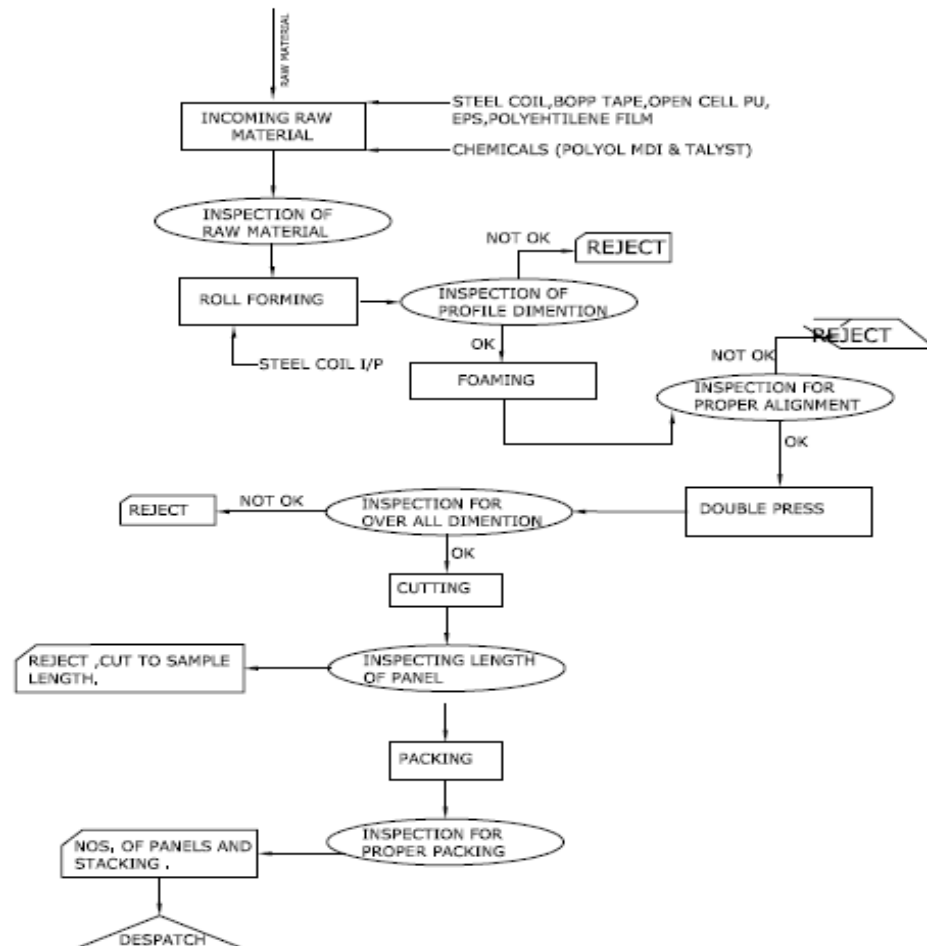 RAW MATERIAL
INCOMING RAW
MATERIAL
STEEL COIL,BOPP TAPE,OPEN CELL PU,
EPS,POLYEHTILENE FILM
CHEMICALS (POLYOL MDI & TALYST)
INSPECTION OF
RAW MATERIAL
NOT OK
REJECT
ROLL FORMING
INSPECTION OF
PROFILE DIMENTION
OK
STEEL COIL I/P
FOAMING
REJECT
NOT OK
INSPECTION FOR
PROPER ALIGNMENT
OK
DOUBLE PRESS
INSPECTION FOR
OVER ALL DIMENTION
NOT OK
REJECT
OK
CUTTING
INSPECTING LENGTH
OF PANEL
REJECT ,CUT TO SAMPLE
LENGTH.
PACKING
INSPECTION FOR
PROPER PACKING
NOS, OF PANELS AND
STACKING .
DESPATCH